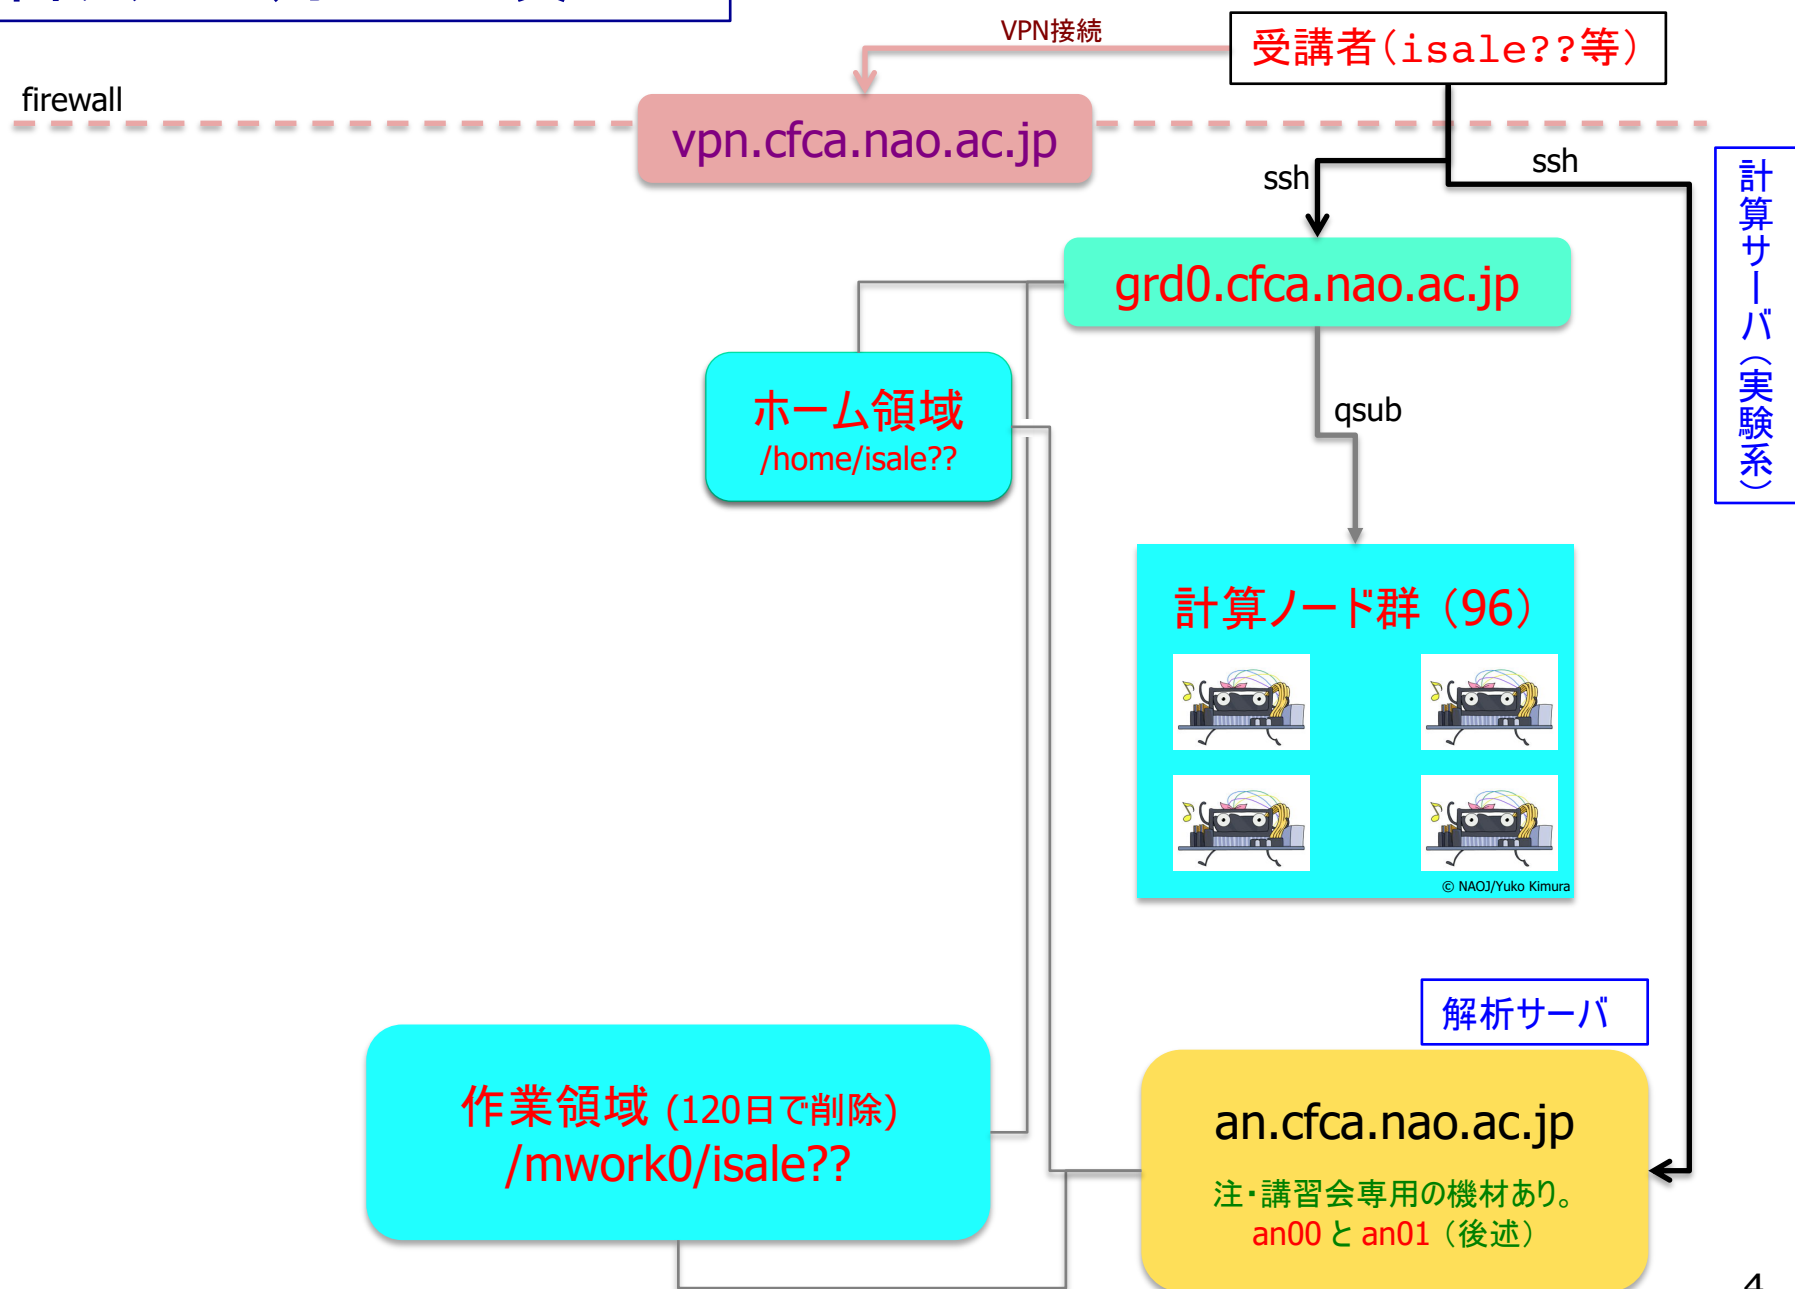 VPN接続
受講者(isale??等)
firewall
vpn.cfca.nao.ac.jp
ssh
ssh
計算サーバ(実験系)
grd0.cfca.nao.ac.jp
ホーム領域
/home/isale??
qsub
計算ノード群(96)
© NAOJ/Yuko Kimura
解析サーバ
作業領域 (120日で削除)
/mwork0/isale??
an.cfca.nao.ac.jp
注・講習会専用の機材あり。
an00 と an01(後述)
4